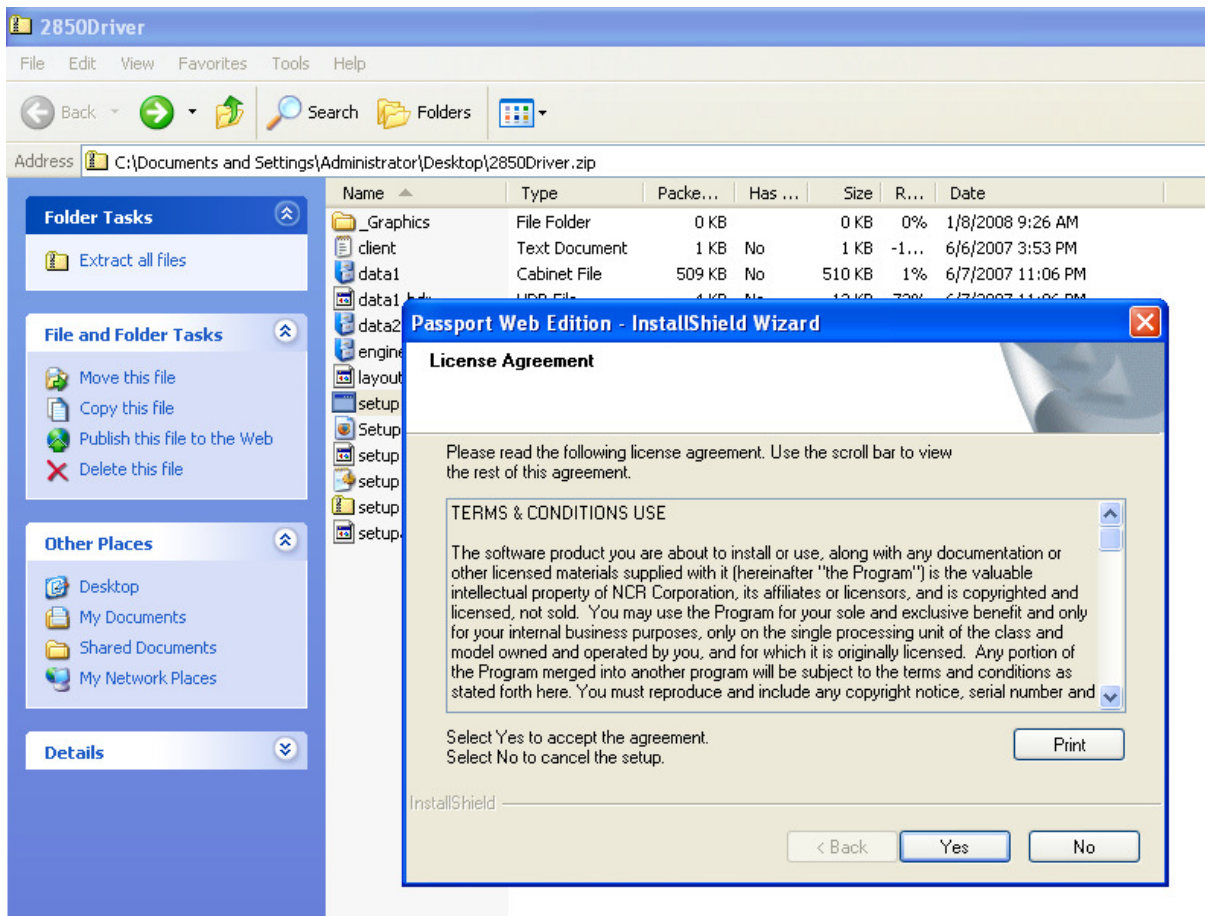 2850Driver
File Edit View Favorites Tools Help
Back Search Folders
Address C:\Documents and Settings\Administrator\Desktop\2850Driver.zip
Name Type Packe... Has ... Size R... Date
Folder Tasks
Extract all files
File and Folder Tasks
Move this file
Copy this file
Publish this file to the Web
Delete this file
Other Places
Desktop
My Documents
Shared Documents
My Network Places
Details
_Graphics File Folder 0 KB 0 KB 0% 1/8/2008 9:26 AM
client Text Document 1 KB No 1 KB -1... 6/6/2007 3:53 PM
data1 Cabinet File 509 KB No 510 KB 1% 6/7/2007 11:06 PM
data1
data2
engine
layout
setup
Setup
setup
setup
setup
setup
Passport Web Edition - InstallShield Wizard
License Agreement
Please read the following license agreement. Use the scroll bar to view
the rest of this agreement.
TERMS & CONDITIONS USE
The software product you are about to install or use, along with any documentation or
other licensed materials supplied with it (hereinafter "the Program") is the valuable
intellectual property of NCR Corporation, its affiliates or licensors, and is copyrighted and
licensed, not sold. You may use the Program for your sole and exclusive benefit and only
for your internal business purposes, only on the single processing unit of the class and
model owned and operated by you, and for which it is originally licensed. Any portion of
the Program merged into another program will be subject to the terms and conditions as
stated forth here. You must reproduce and include any copyright notice, serial number and
Select Yes to accept the agreement.
Select No to cancel the setup.
Print
InstallShield
< Back Yes No